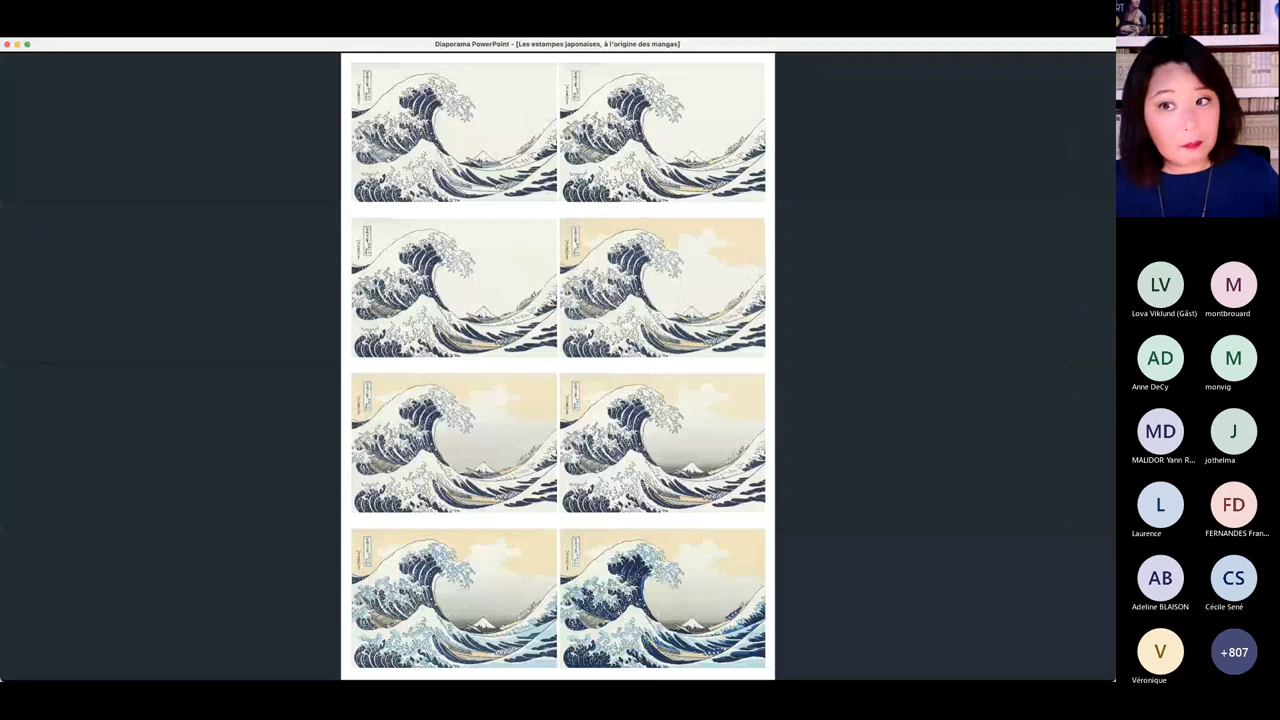 Diaporama PowerPoint - [Les estampes japonaises, à l'origine des mangas]
LV
Lova Viklund (Gäst)
M
montbrouard
AD
Anne DeCy
M
monvig
MD
MALIDOR Yann R...
J
jothelma
L
Laurence
FD
FERNANDES Fran...
AB
Adeline BLAISON
CS
Cécile Sené
V
Véronique
+807